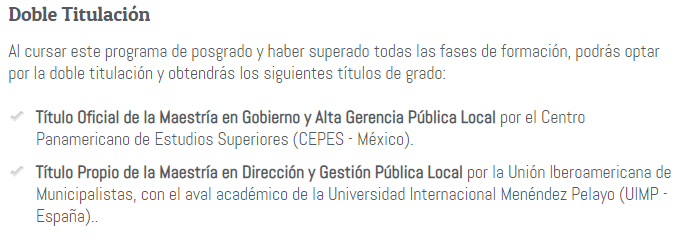 Doble Titulación
Al cursar este programa de posgrado y haber superado todas las fases de formación, podrás optar
por la doble titulación y obtendrás los siguientes títulos de grado:
Título Oficial de la Maestría en Gobierno y Alta Gerencia Pública Local por el Centro
Panamericano de Estudios Superiores (CEPES - México).
Título Propio de la Maestría en Dirección y Gestión Pública Local por la Unión Iberoamericana de
Municipalistas, con el aval académico de la Universidad Internacional Menéndez Pelayo (UIMP -
España)..